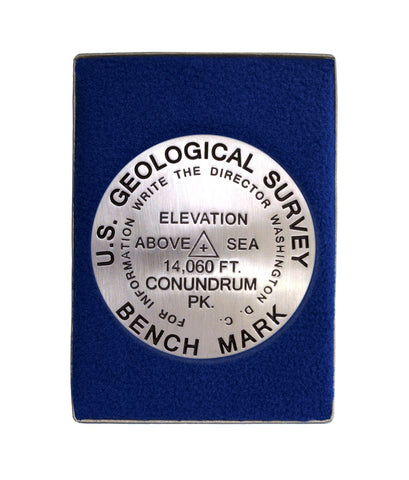 U.S. GEOLOGICAL SURVEY
FOR INFORMATION WRITE THE DIRECTOR WASHINGTON D. C.
ELEVATION
ABOVE SEA
14,060 FT.
CONUNDRUM
PK.
BENCH MARK